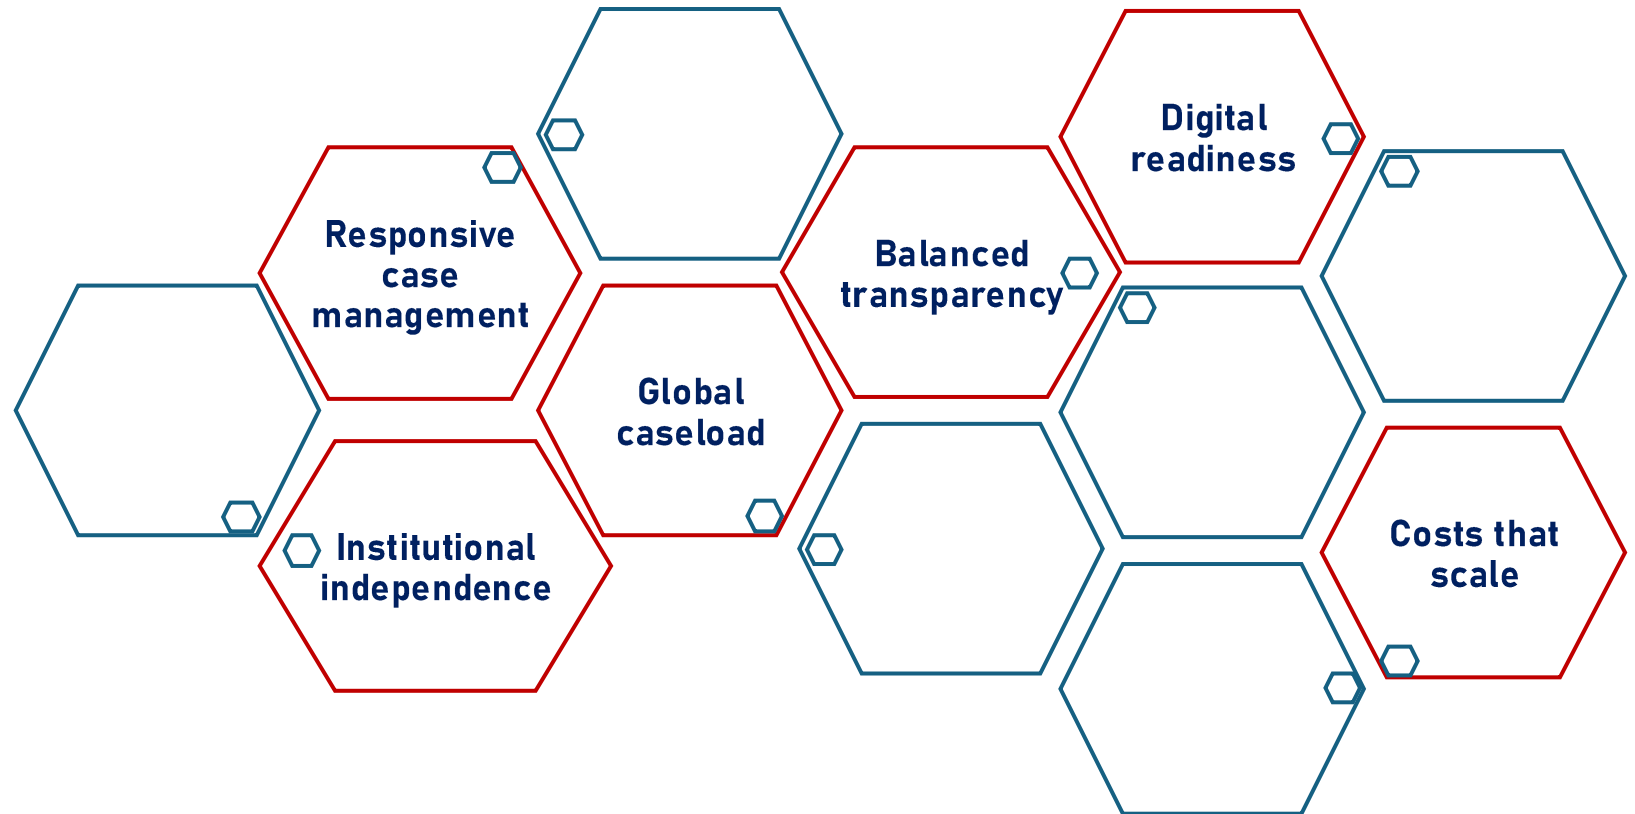 Digital
readiness
Responsive
case
management
Balanced
transparency
Global
caseload
Institutional
independence
Costs that
scale